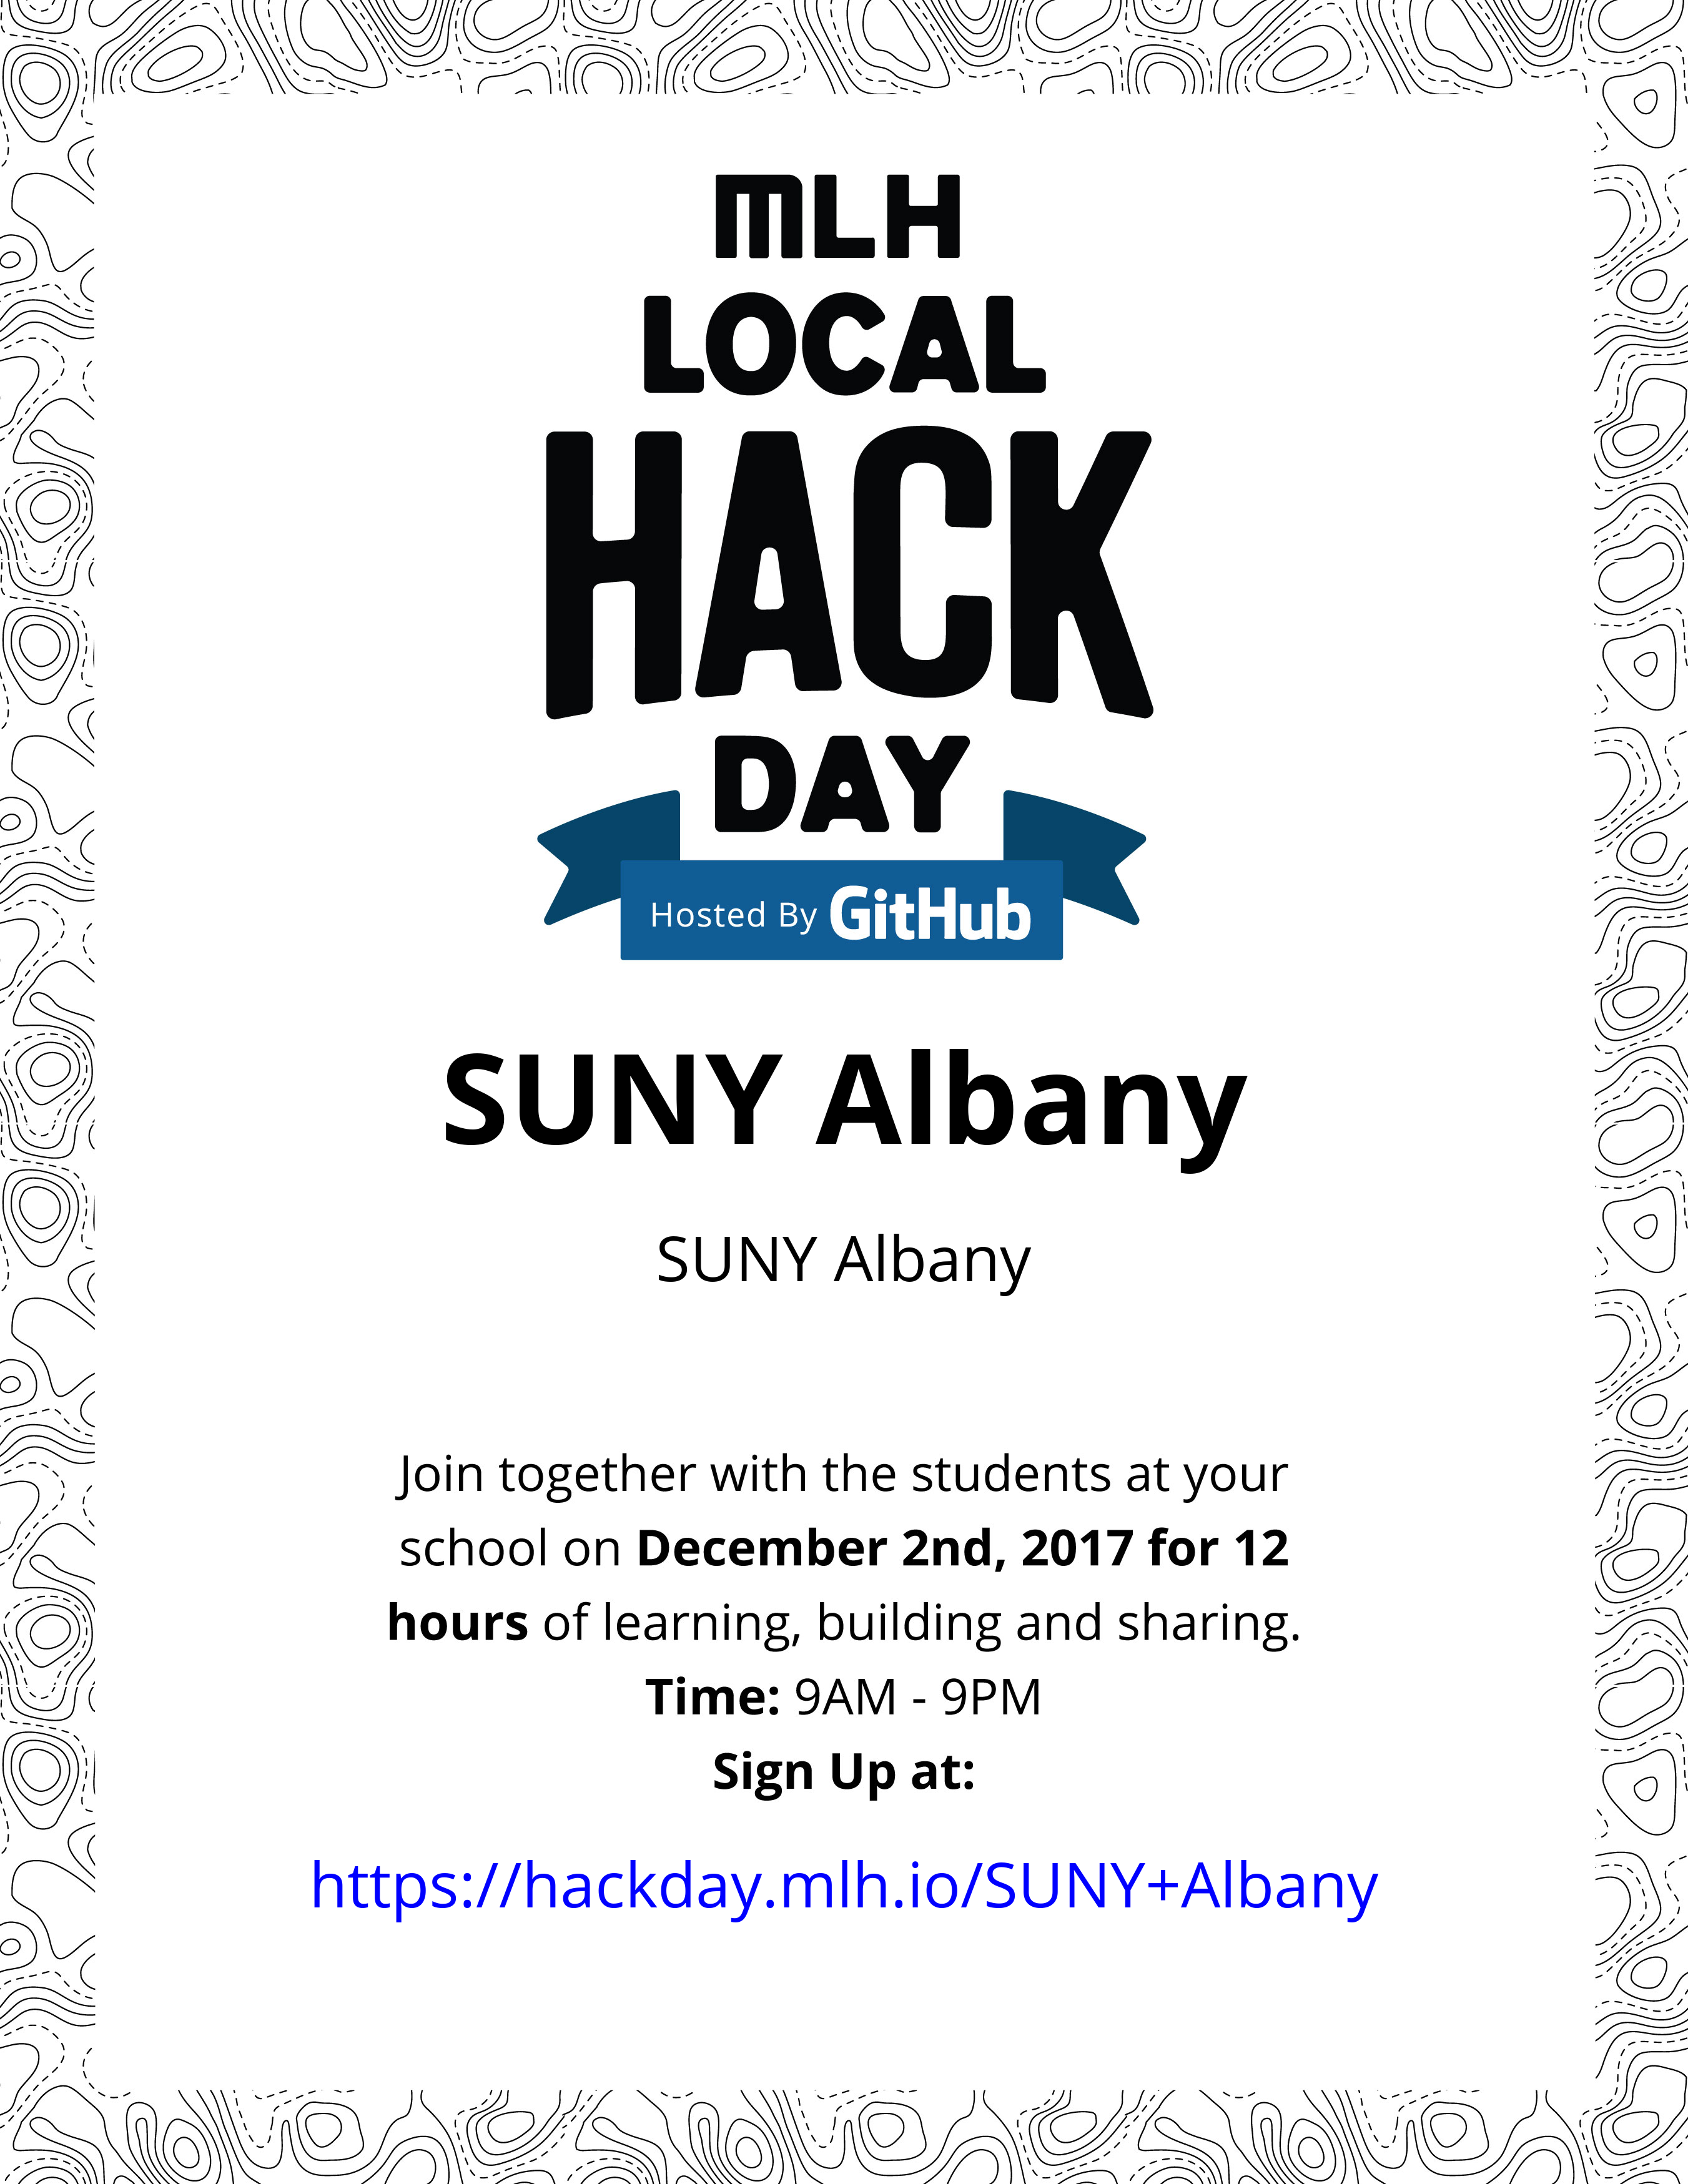 MLH
LOCAL
HACK
DAY
Hosted By GitHub
SUNY Albany
SUNY Albany
Join together with the students at your
school on December 2nd, 2017 for 12
hours of learning, building and sharing.
Time: 9AM - 9PM
Sign Up at:
https://hackday.mlh.io/SUNY+Albany